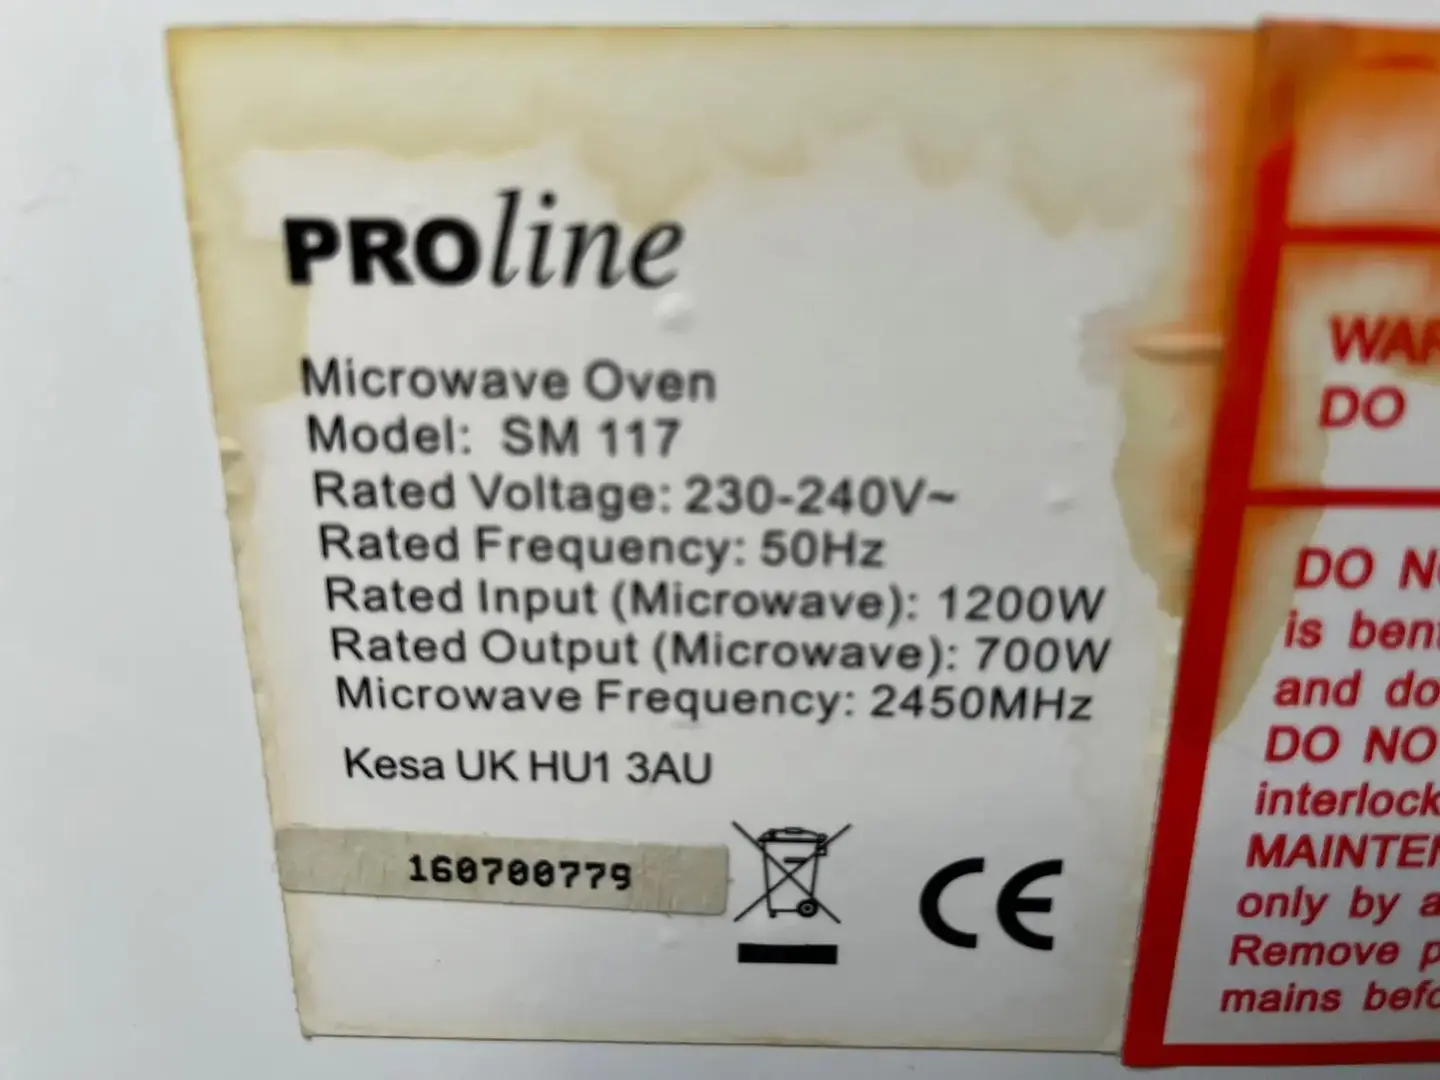 PROline
Microwave Oven
Model: SM 117
Rated Voltage: 230-240V~
Rated Frequency: 50Hz
Rated Input (Microwave): 1200W
Rated Output (Microwave): 700W
Microwave Frequency: 2450MHz
Kesa UK HU1 3AU
160700779
CE
DO
DO
is
and
DO
interlock
only by
Remove
mains